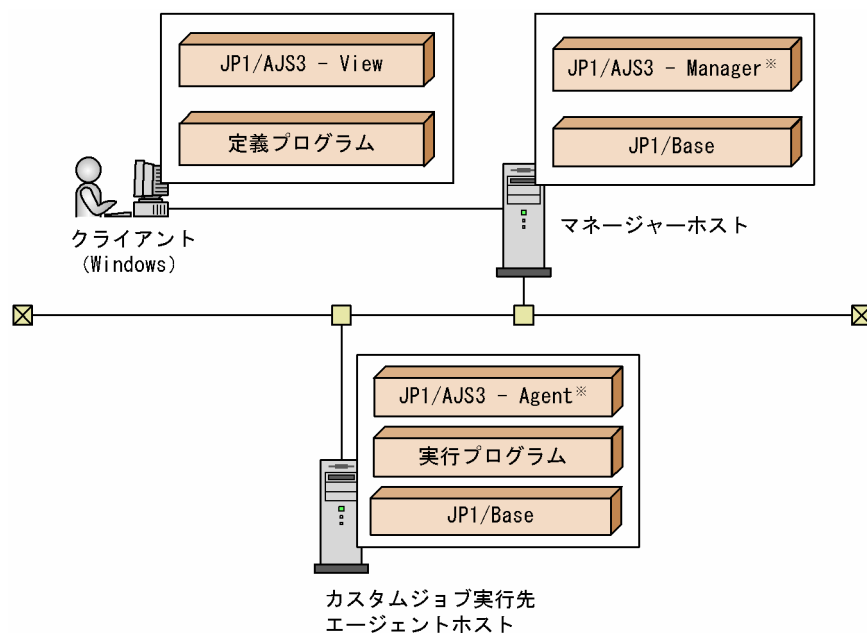 JP1/AJS3 - View
定義プログラム
JP1/AJS3 - Manager※
JP1/Base
クライアント
(Windows)
マネージャーホスト
JP1/AJS3 - Agent※
実行プログラム
JP1/Base
カスタムジョブ実行先
エージェントホスト